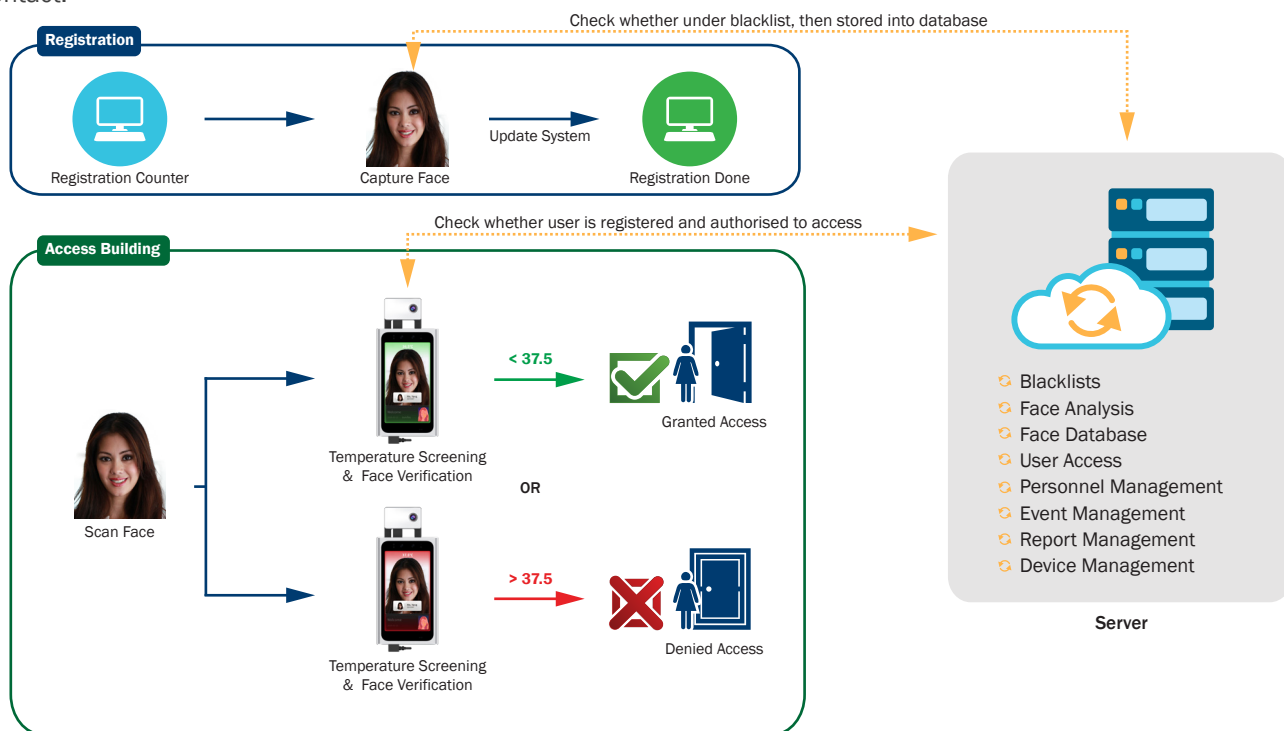 Check whether under blacklist, then stored into database
Registration
Registration Counter
Capture Face
Update System
Registration Done
Check whether user is registered and authorised to access
Access Building
Scan Face
< 37.5
Temperature Screening
& Face Verification
Granted Access
OR
> 37.5
Temperature Screening
& Face Verification
Denied Access
Blacklists
Face Analysis
Face Database
User Access
Personnel Management
Event Management
Report Management
Device Management
Server